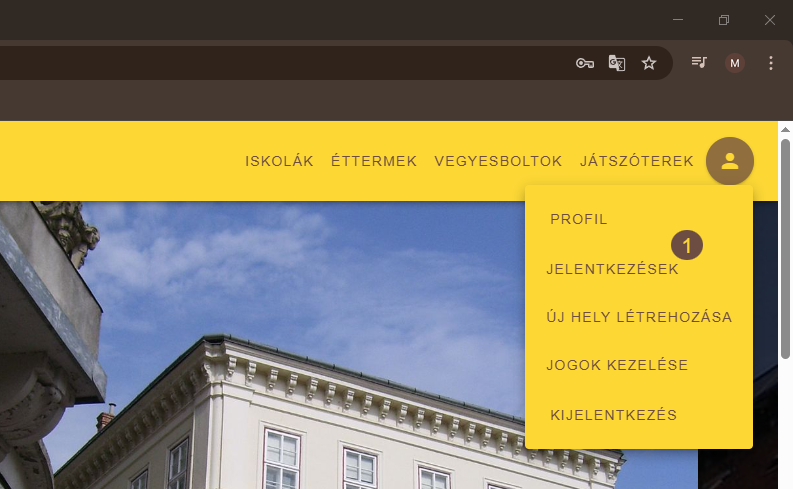 M
ISKOLÁK ÉTTERMEK VEGYESBOLTOK JÁTSZÓTEREK
PROFIL
1
JELENTKEZÉSEK
ÚJ HELY LÉTREHOZÁSA
JOGOK KEZELÉSE
KIJELENTKEZÉS